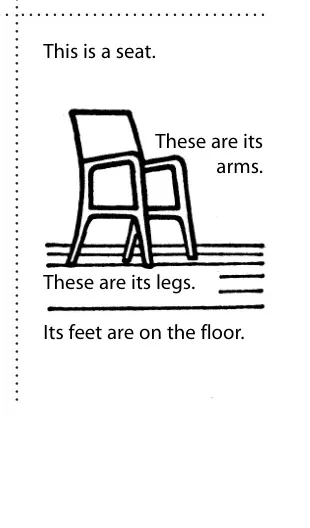 This is a seat.
These are its
arms.
These are its legs.
Its feet are on the floor.